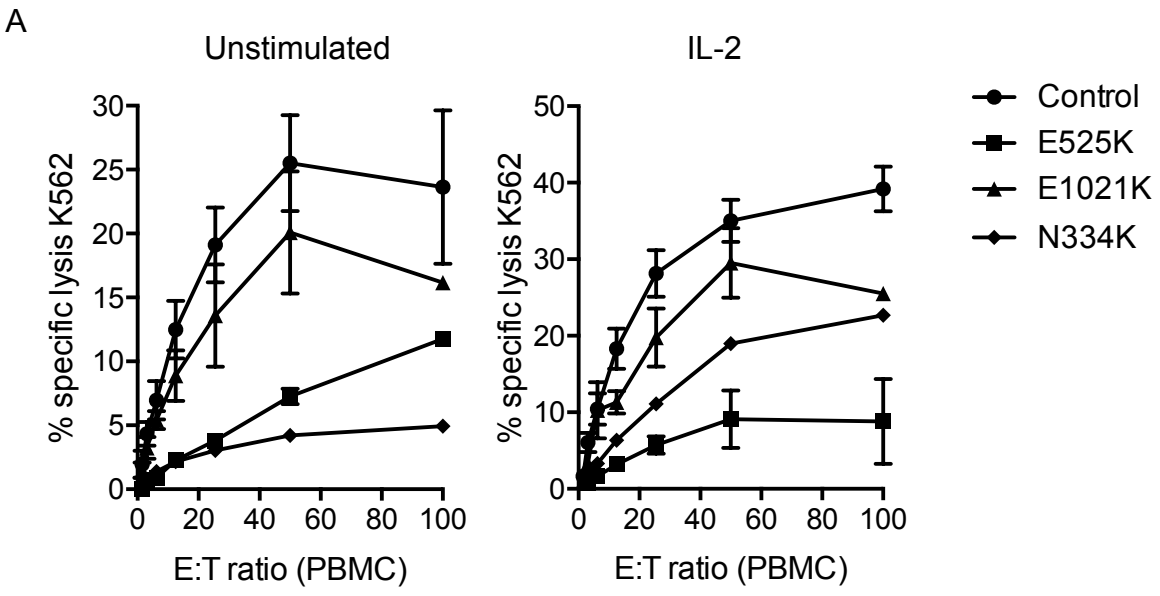 A
Unstimulated
IL-2
% specific lysis K562
30
25
20
15
10
5
0
0 20 40 60 80 100
E:T ratio (PBMC)
% specific lysis K562
50
40
30
20
10
0
0 20 40 60 80 100
E:T ratio (PBMC)
Control
E525K
E1021K
N334K